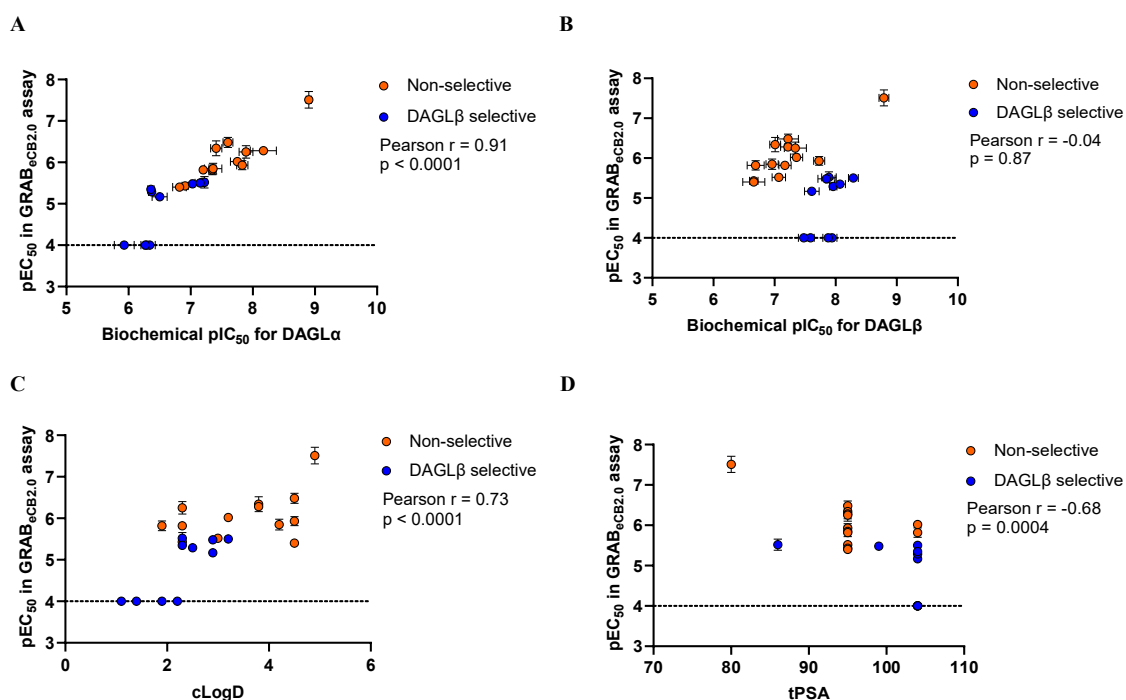 A
pEC50 in GRABeCB2.0 assay
8
7
6
5
4
3
5 6 7 8 9 10
Biochemical pIC50 for DAGLα
Non-selective
DAGLβ selective
Pearson r = 0.91
p < 0.0001
B
pEC50 in GRABeCB2.0 assay
8
7
6
5
4
3
5 6 7 8 9 10
Biochemical pIC50 for DAGLβ
Non-selective
DAGLβ selective
Pearson r = -0.04
p = 0.87
C
pEC50 in GRABeCB2.0 assay
8
7
6
5
4
3
0 2 4 6
cLogD
Non-selective
DAGLβ selective
Pearson r = 0.73
p < 0.0001
D
pEC50 in GRABeCB2.0 assay
8
7
6
5
4
3
70 80 90 100 110
tPSA
Non-selective
DAGLβ selective
Pearson r = -0.68
p = 0.0004